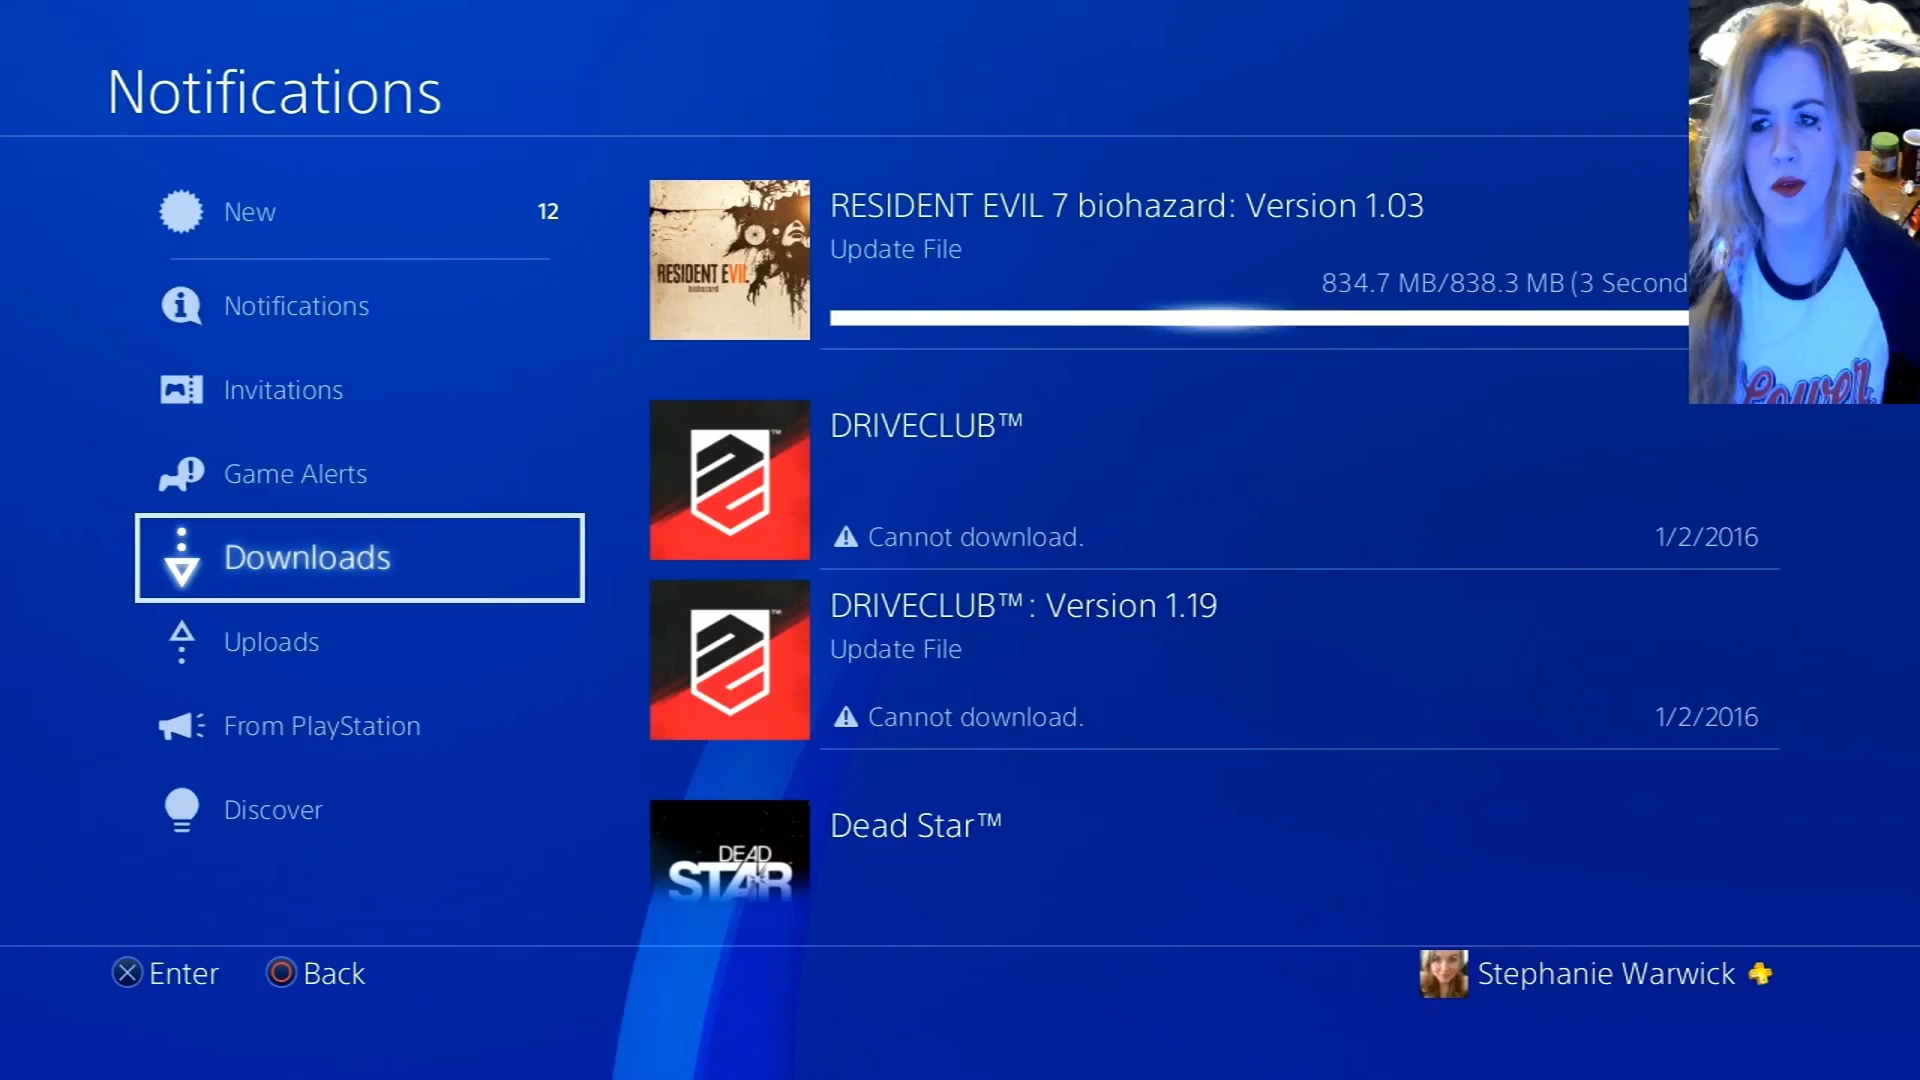 Notifications
New 12
Notifications
Invitations
Game Alerts
Downloads
Uploads
From PlayStation
Discover
RESIDENT EVIL
biohazard
RESIDENT EVIL 7 biohazard: Version 1.03
Update File
834.7 MB/838.3 MB (3 Second
DRIVECLUB™
Cannot download. 1/2/2016
DRIVECLUB™: Version 1.19
Update File
Cannot download. 1/2/2016
DEAD
STAR
Dead Star™
Enter Back
Stephanie Warwick